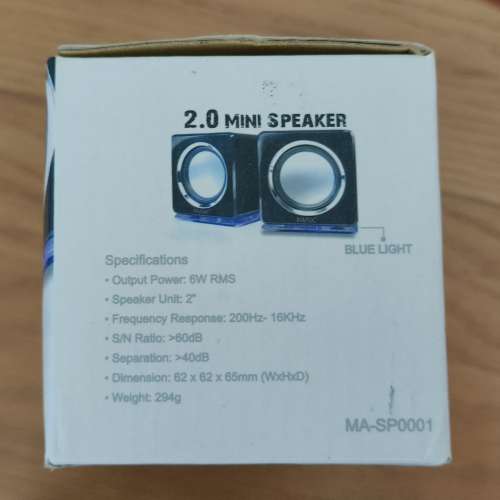 2.0 MINI SPEAKER
BLUE LIGHT
Specifications
• Output Power: 6W RMS
• Speaker Unit: 2"
• Frequency Response: 200Hz- 16KHz
• S/N Ratio: >60dB
• Separation: >40dB
• Dimension: 62 x 62 x 65mm (WxHxD)
• Weight: 294g
MA-SP0001